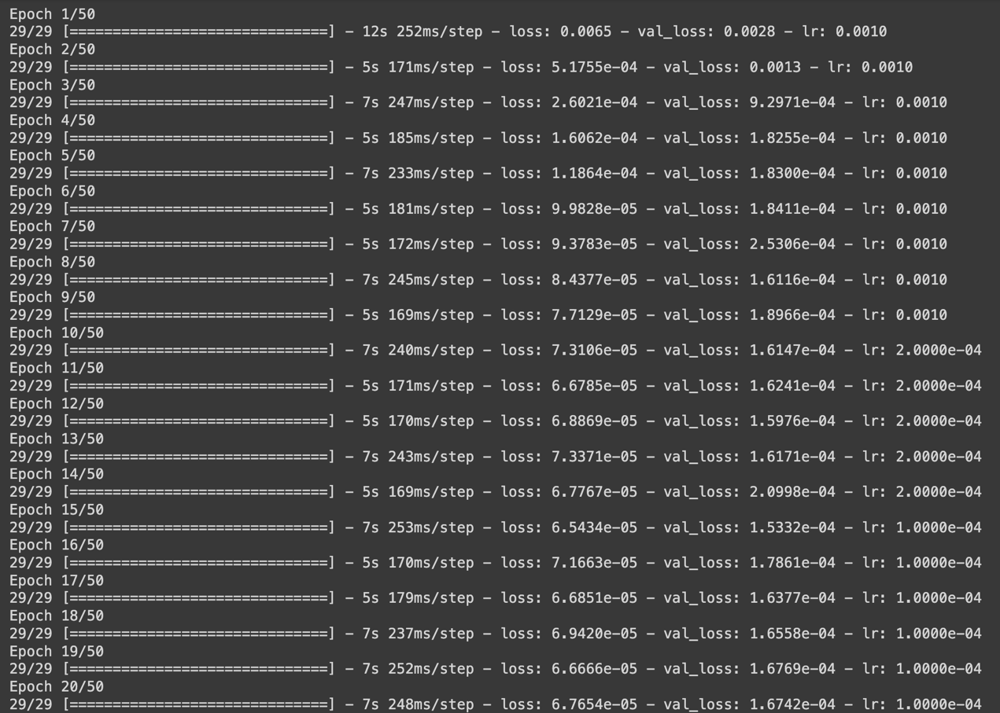 Epoch 1/50
29/29 [==============================] - 12s 252ms/step - loss: 0.0065 - val_loss: 0.0028 - lr: 0.0010
Epoch 2/50
29/29 [==============================] - 5s 171ms/step - loss: 5.1755e-04 - val_loss: 0.0013 - lr: 0.0010
Epoch 3/50
29/29 [==============================] - 7s 247ms/step - loss: 2.6021e-04 - val_loss: 9.2971e-04 - lr: 0.0010
Epoch 4/50
29/29 [==============================] - 5s 185ms/step - loss: 1.6062e-04 - val_loss: 1.8255e-04 - lr: 0.0010
Epoch 5/50
29/29 [==============================] - 7s 233ms/step - loss: 1.1864e-04 - val_loss: 1.8300e-04 - lr: 0.0010
Epoch 6/50
29/29 [==============================] - 5s 181ms/step - loss: 9.9828e-05 - val_loss: 1.8411e-04 - lr: 0.0010
Epoch 7/50
29/29 [==============================] - 5s 172ms/step - loss: 9.3783e-05 - val_loss: 2.5306e-04 - lr: 0.0010
Epoch 8/50
29/29 [==============================] - 7s 245ms/step - loss: 8.4377e-05 - val_loss: 1.6116e-04 - lr: 0.0010
Epoch 9/50
29/29 [==============================] - 5s 169ms/step - loss: 7.7129e-05 - val_loss: 1.8966e-04 - lr: 0.0010
Epoch 10/50
29/29 [==============================] - 7s 240ms/step - loss: 7.3106e-05 - val_loss: 1.6147e-04 - lr: 2.0000e-04
Epoch 11/50
29/29 [==============================] - 5s 171ms/step - loss: 6.6785e-05 - val_loss: 1.6241e-04 - lr: 2.0000e-04
Epoch 12/50
29/29 [==============================] - 5s 170ms/step - loss: 6.8869e-05 - val_loss: 1.5976e-04 - lr: 2.0000e-04
Epoch 13/50
29/29 [==============================] - 7s 243ms/step - loss: 7.3371e-05 - val_loss: 1.6171e-04 - lr: 2.0000e-04
Epoch 14/50
29/29 [==============================] - 5s 169ms/step - loss: 6.7767e-05 - val_loss: 2.0998e-04 - lr: 2.0000e-04
Epoch 15/50
29/29 [==============================] - 7s 253ms/step - loss: 6.5434e-05 - val_loss: 1.5332e-04 - lr: 1.0000e-04
Epoch 16/50
29/29 [==============================] - 5s 170ms/step - loss: 7.1663e-05 - val_loss: 1.7861e-04 - lr: 1.0000e-04
Epoch 17/50
29/29 [==============================] - 5s 179ms/step - loss: 6.6851e-05 - val_loss: 1.6377e-04 - lr: 1.0000e-04
Epoch 18/50
29/29 [==============================] - 7s 237ms/step - loss: 6.9420e-05 - val_loss: 1.6558e-04 - lr: 1.0000e-04
Epoch 19/50
29/29 [==============================] - 7s 252ms/step - loss: 6.6666e-05 - val_loss: 1.6769e-04 - lr: 1.0000e-04
Epoch 20/50
29/29 [==============================] - 7s 248ms/step - loss: 6.7654e-05 - val_loss: 1.6742e-04 - lr: 1.0000e-04